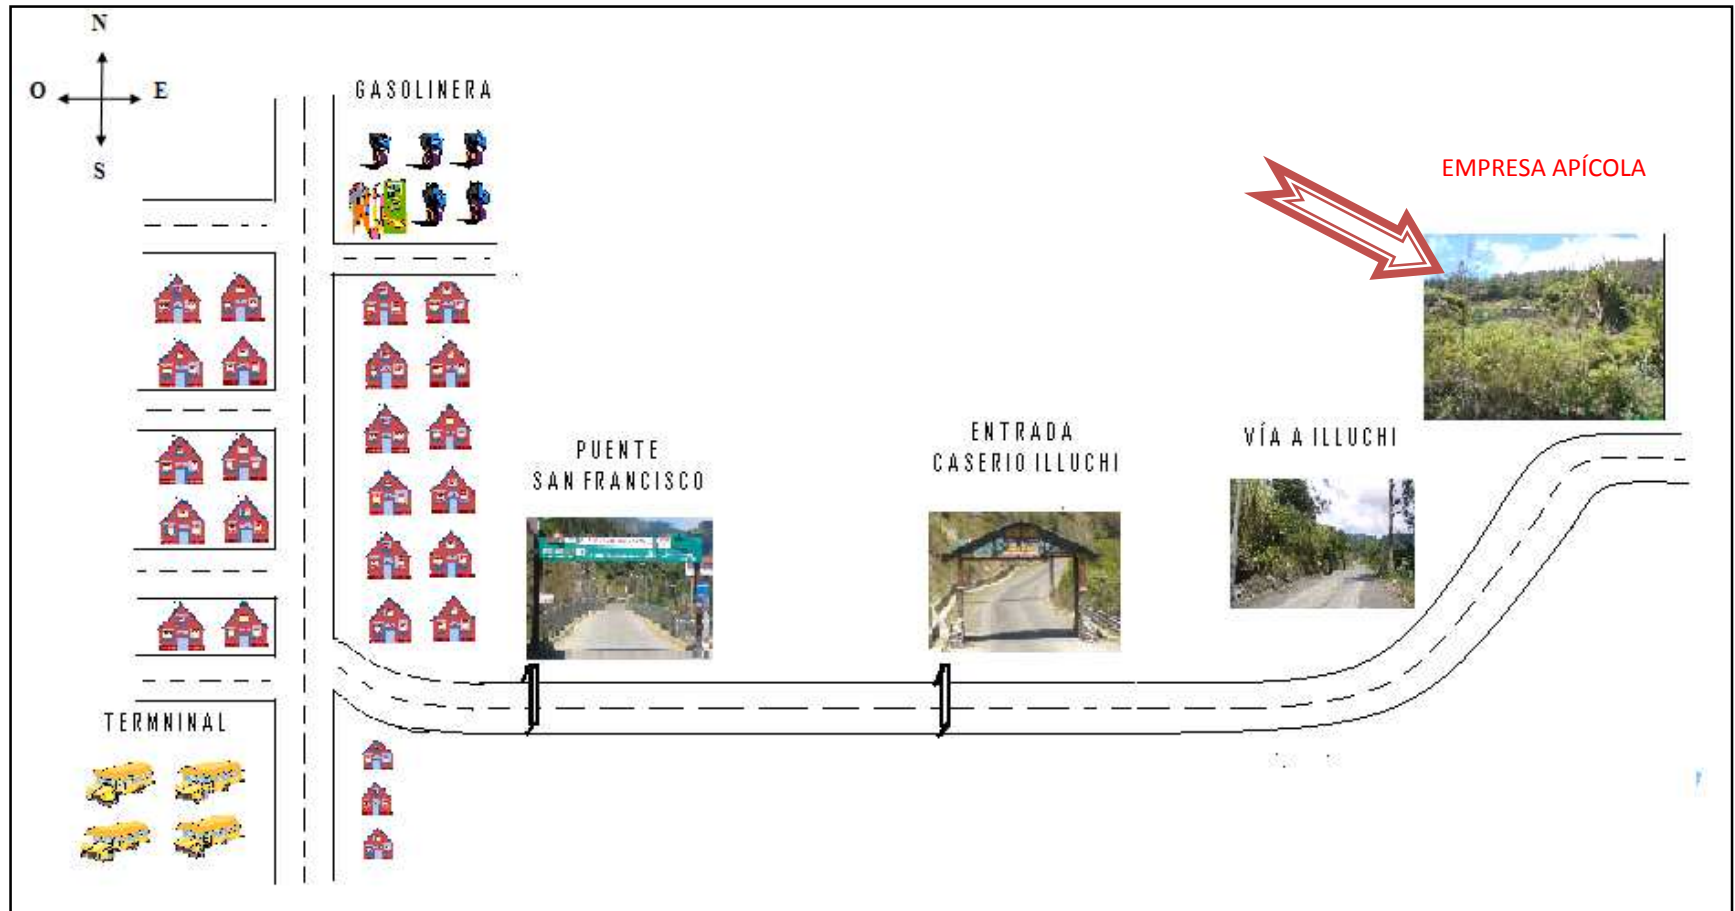 N
O
E
S
GASOLINERA
EMPRESA APÍCOLA
PUENTE
SAN FRANCISCO
ENTRADA
CASERIO ILLUCHI
VÍA A ILLUCHI
TERMNINAL